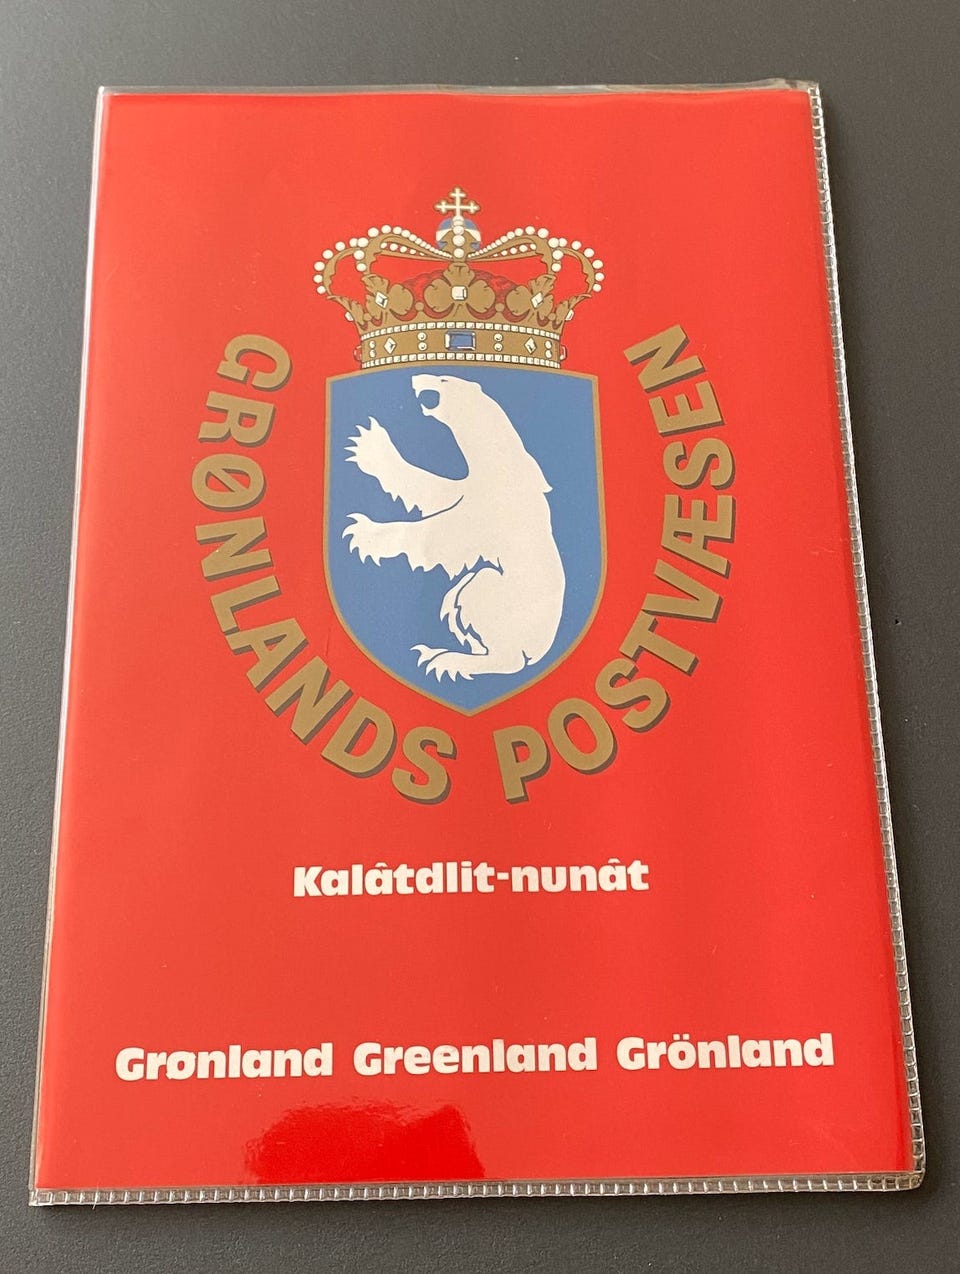 GRØNLANDS POSTVÆSEN
Kalâtdlit-nunât
Grønland Greenland Grönland